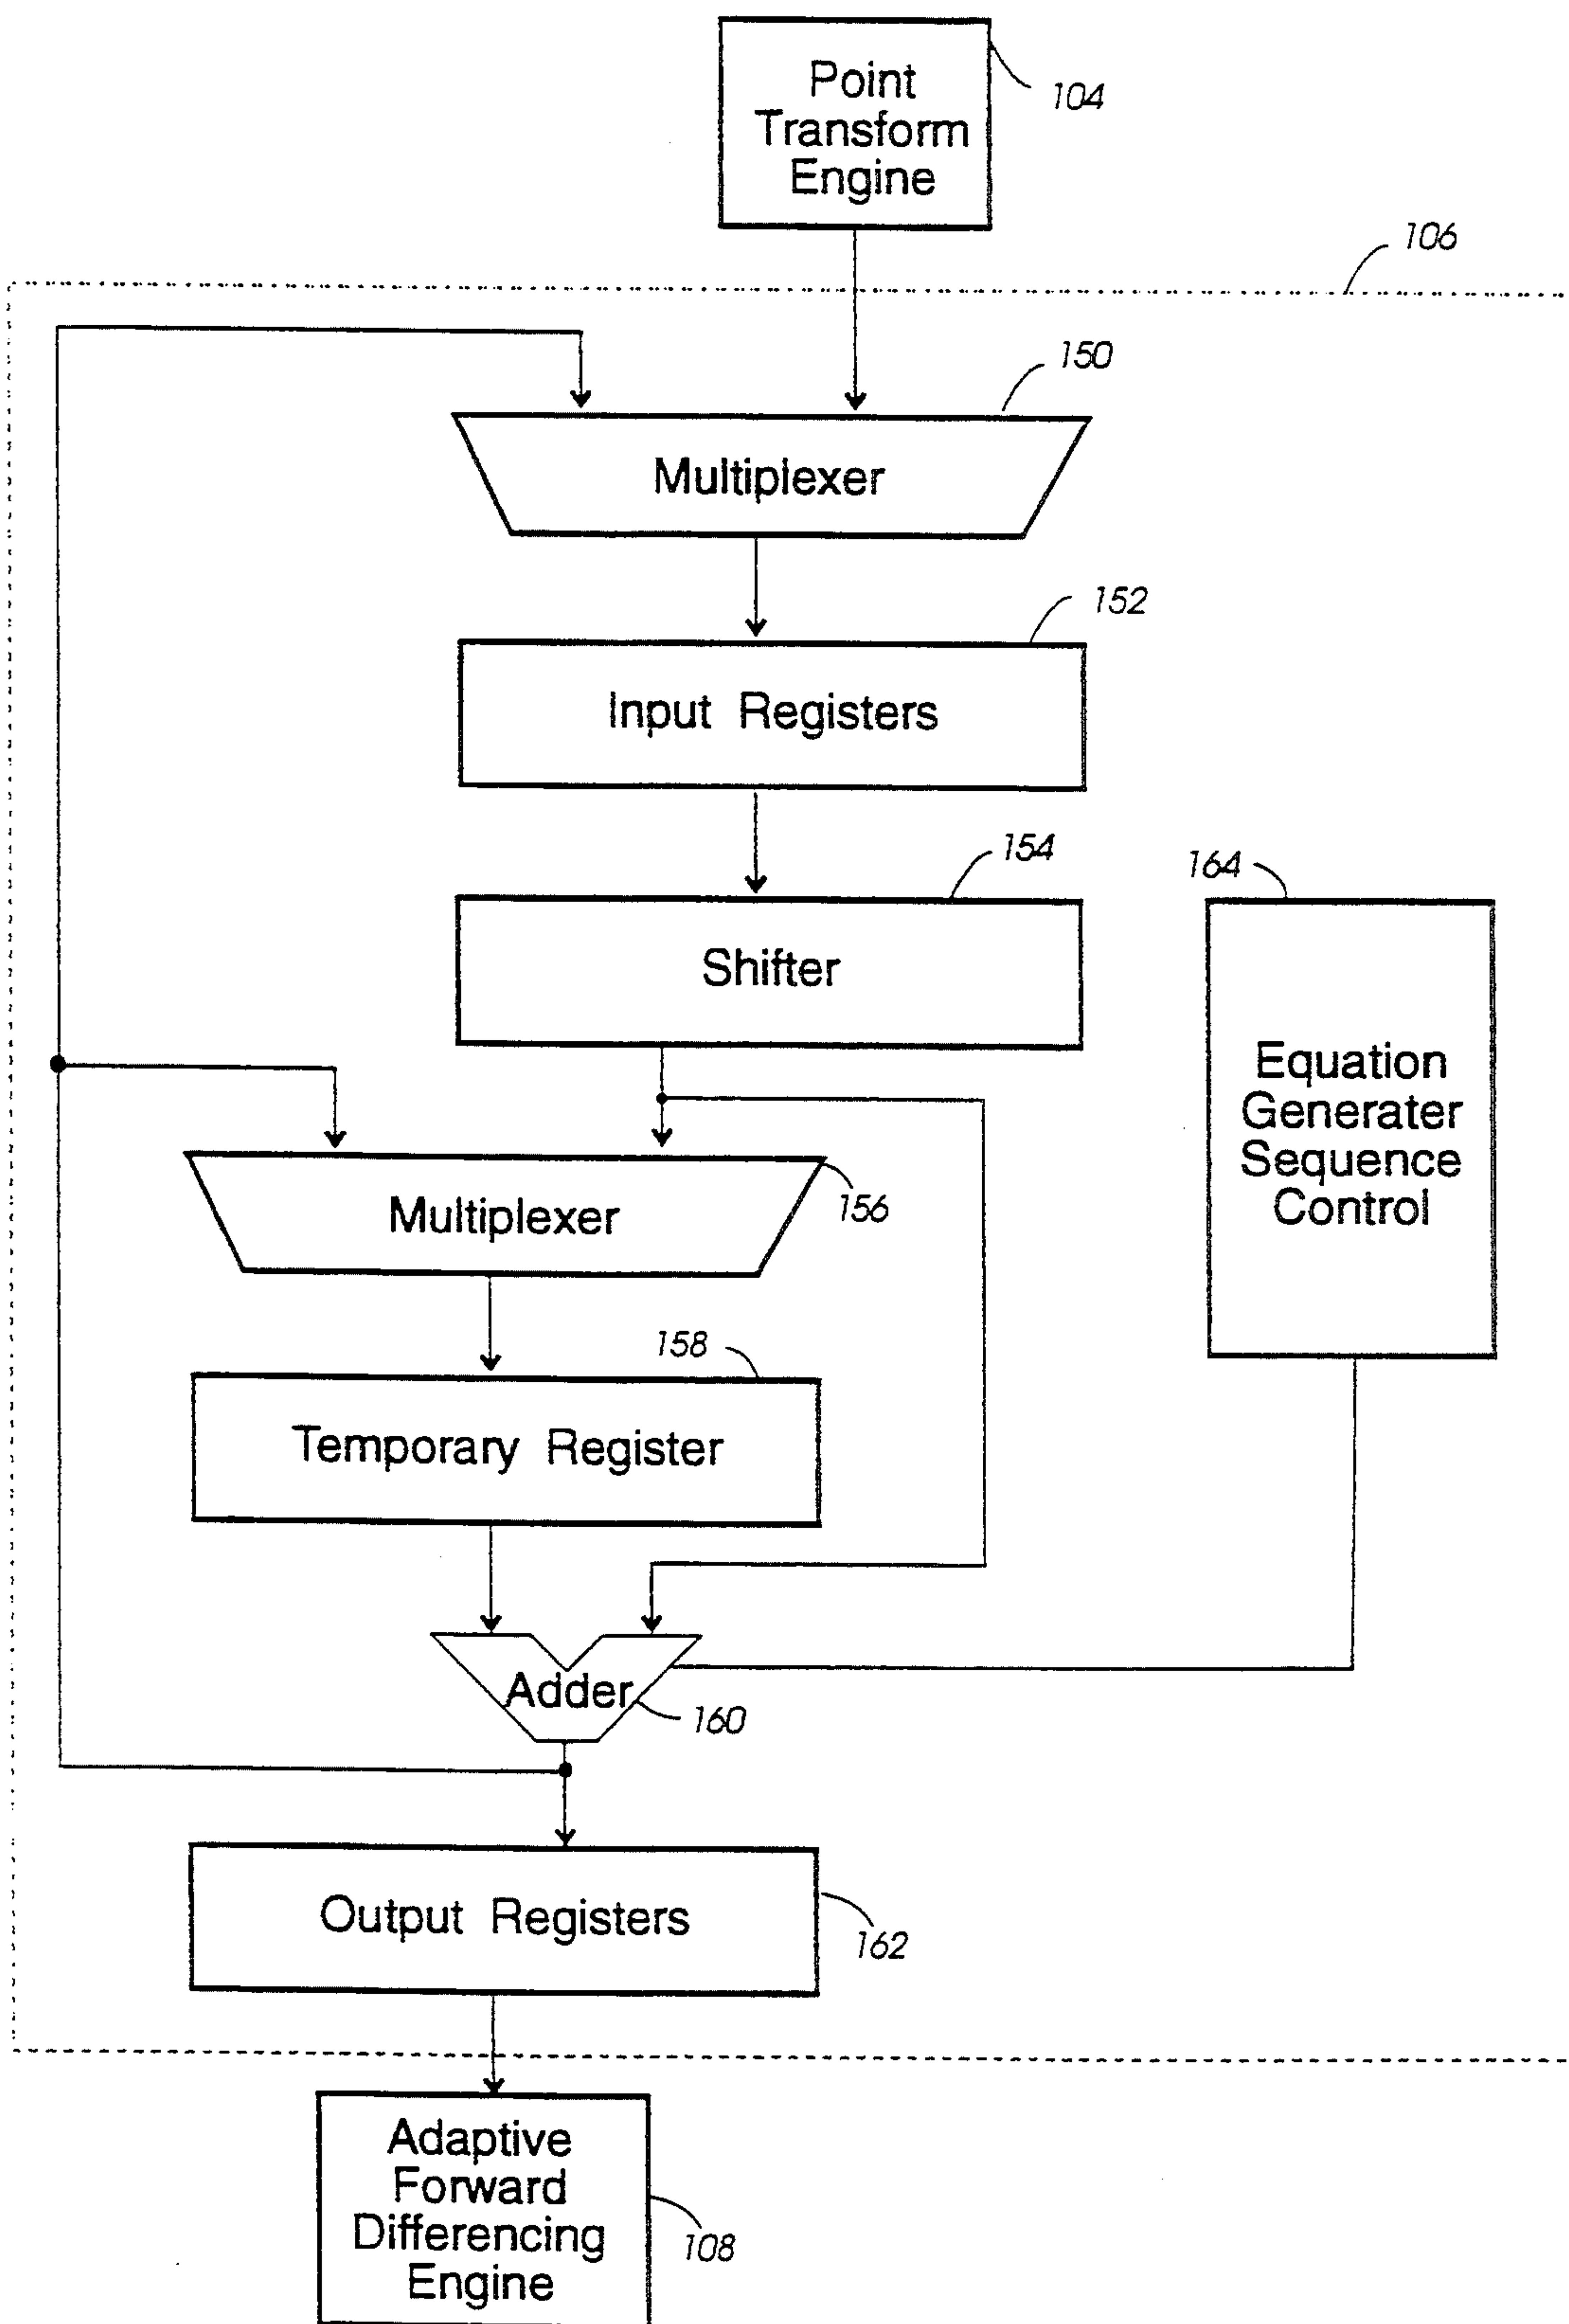 Point
Transform
Engine
104
106
150
Multiplexer
152
Input Registers
154
164
Shifter
Equation
Generater
Sequence
Control
Multiplexer
156
158
Temporary Register
Adder
160
Output Registers
162
Adaptive
Forward
Differencing
Engine
108